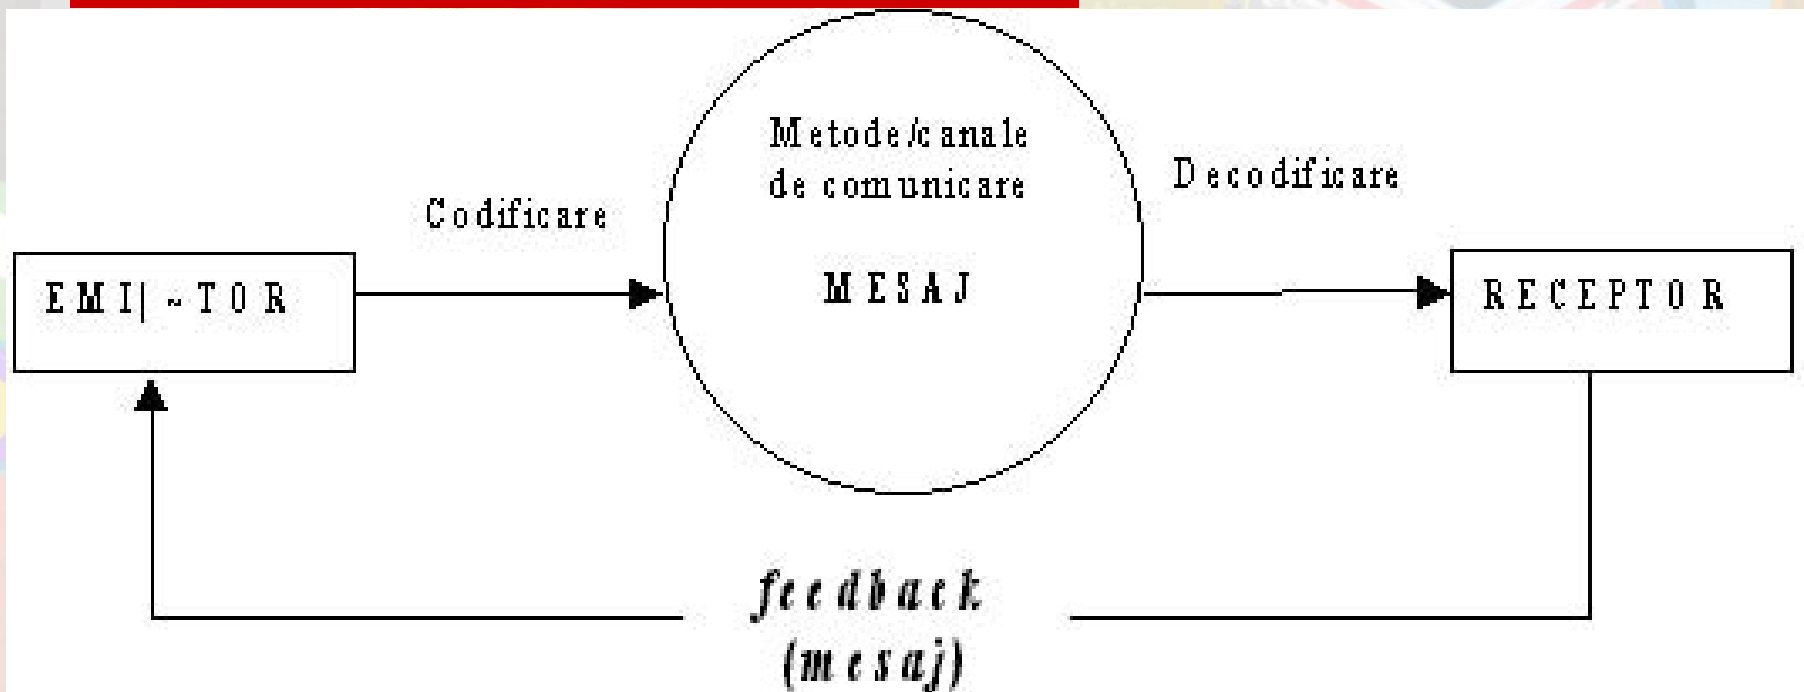 Metode/canale
de comunicare
Decodificare
Codificare
MESAJ
EMI|~TOR
RECEPTOR
feedback
(mesaj)